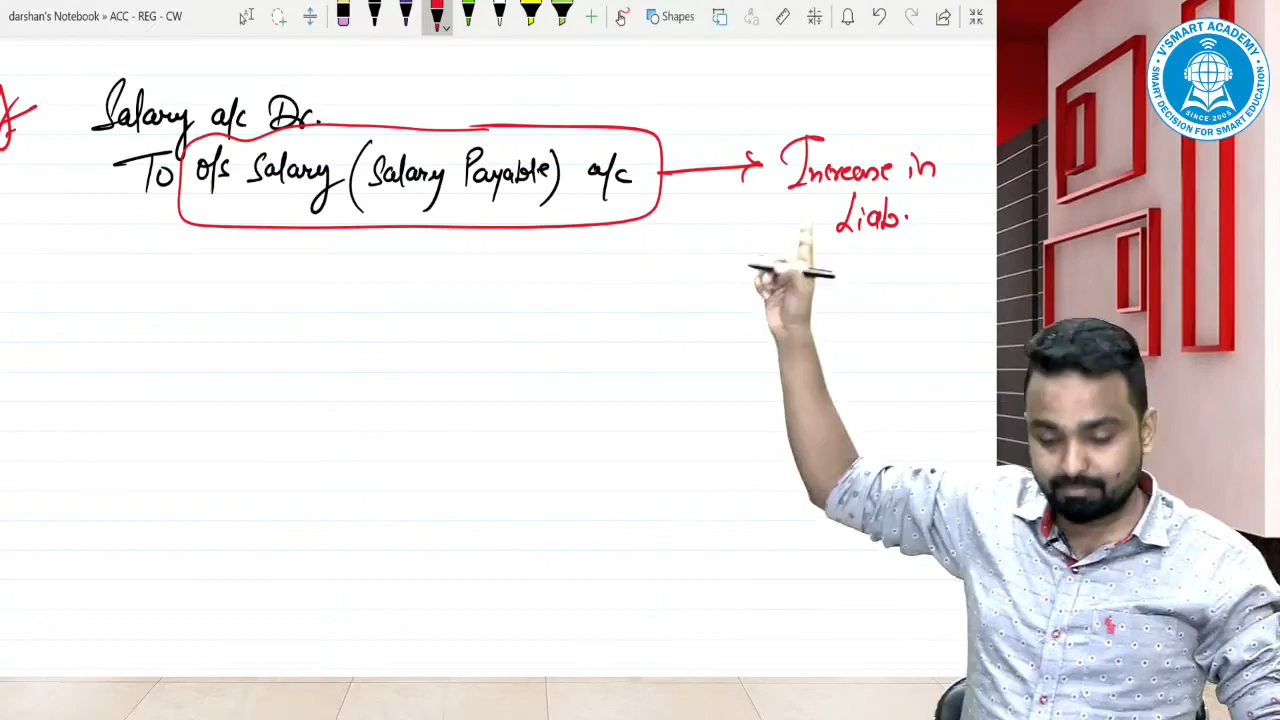 darshan's Notebook » ACC - REG - CW
Shapes
Salary a/c Dr.
To o/s Salary (Salary Payable) a/c
Increase in
Liab.
V'SMART ACADEMY
SINCE-2005
SMART DECISION FOR SMART EDUCATION